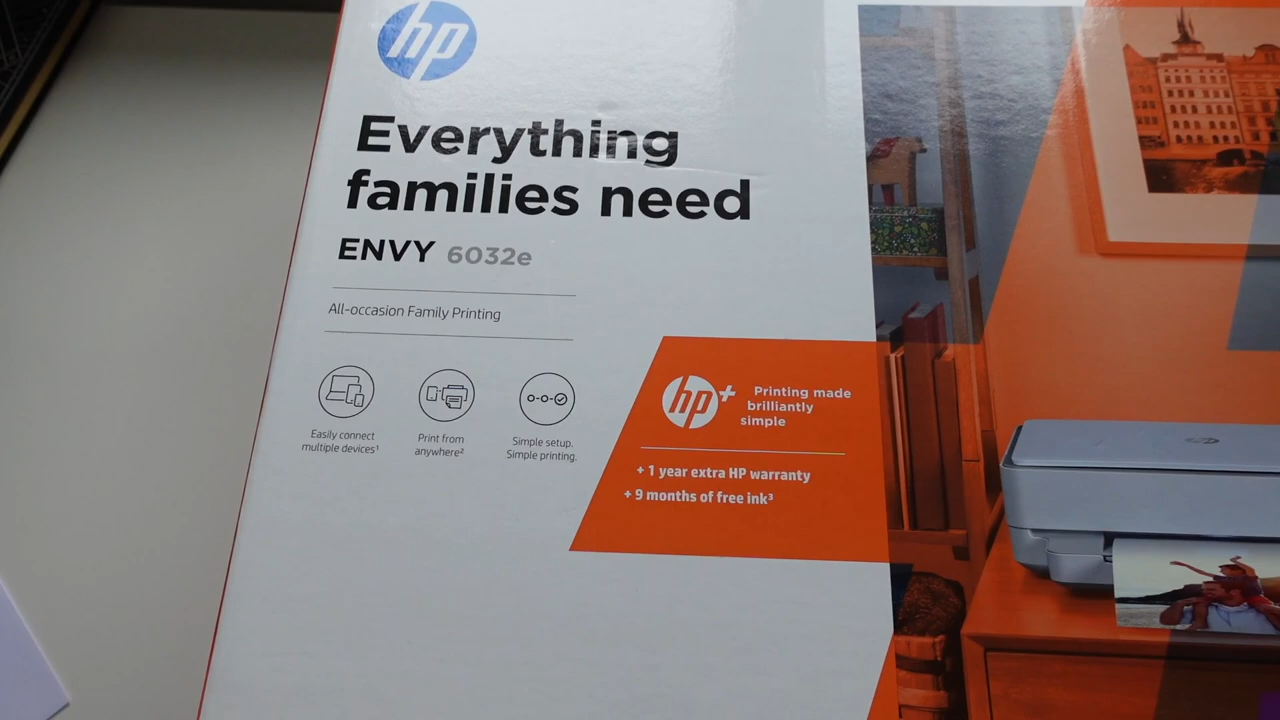 hp
Everything
families need
ENVY 6032e
All-occasion Family Printing
Easily connect
multiple devices¹
Print from
anywhere²
Simple setup.
Simple printing.
hp+
Printing made
brilliantly
simple
+ 1 year extra HP warranty
+ 9 months of free ink³
hp